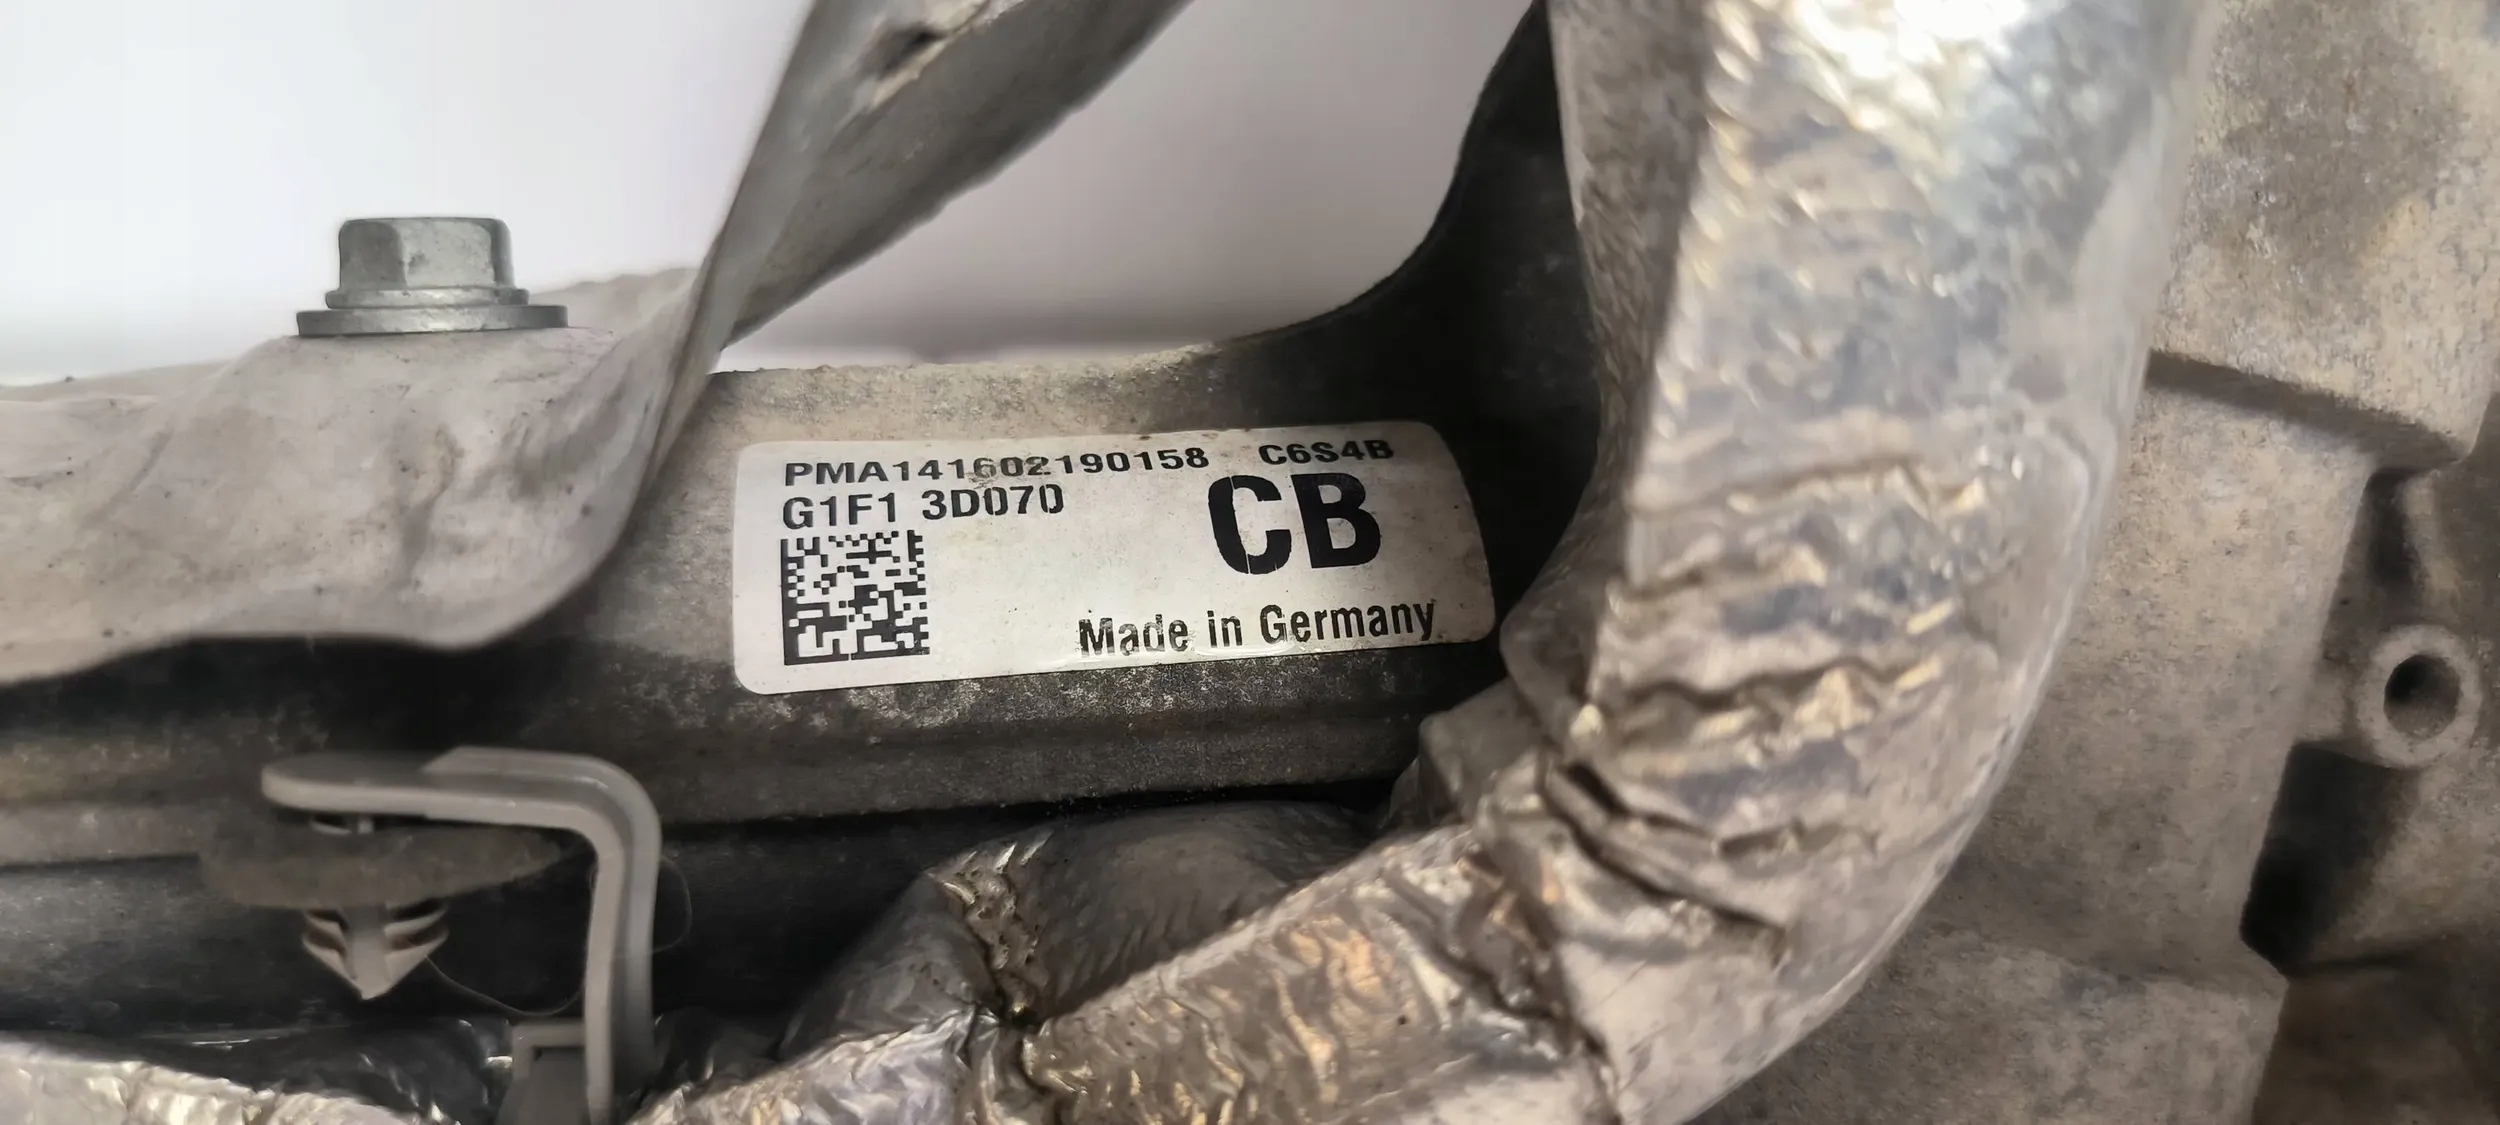 PMA141602190158 C6S4B
G1F1 3D070
CB
Made in Germany